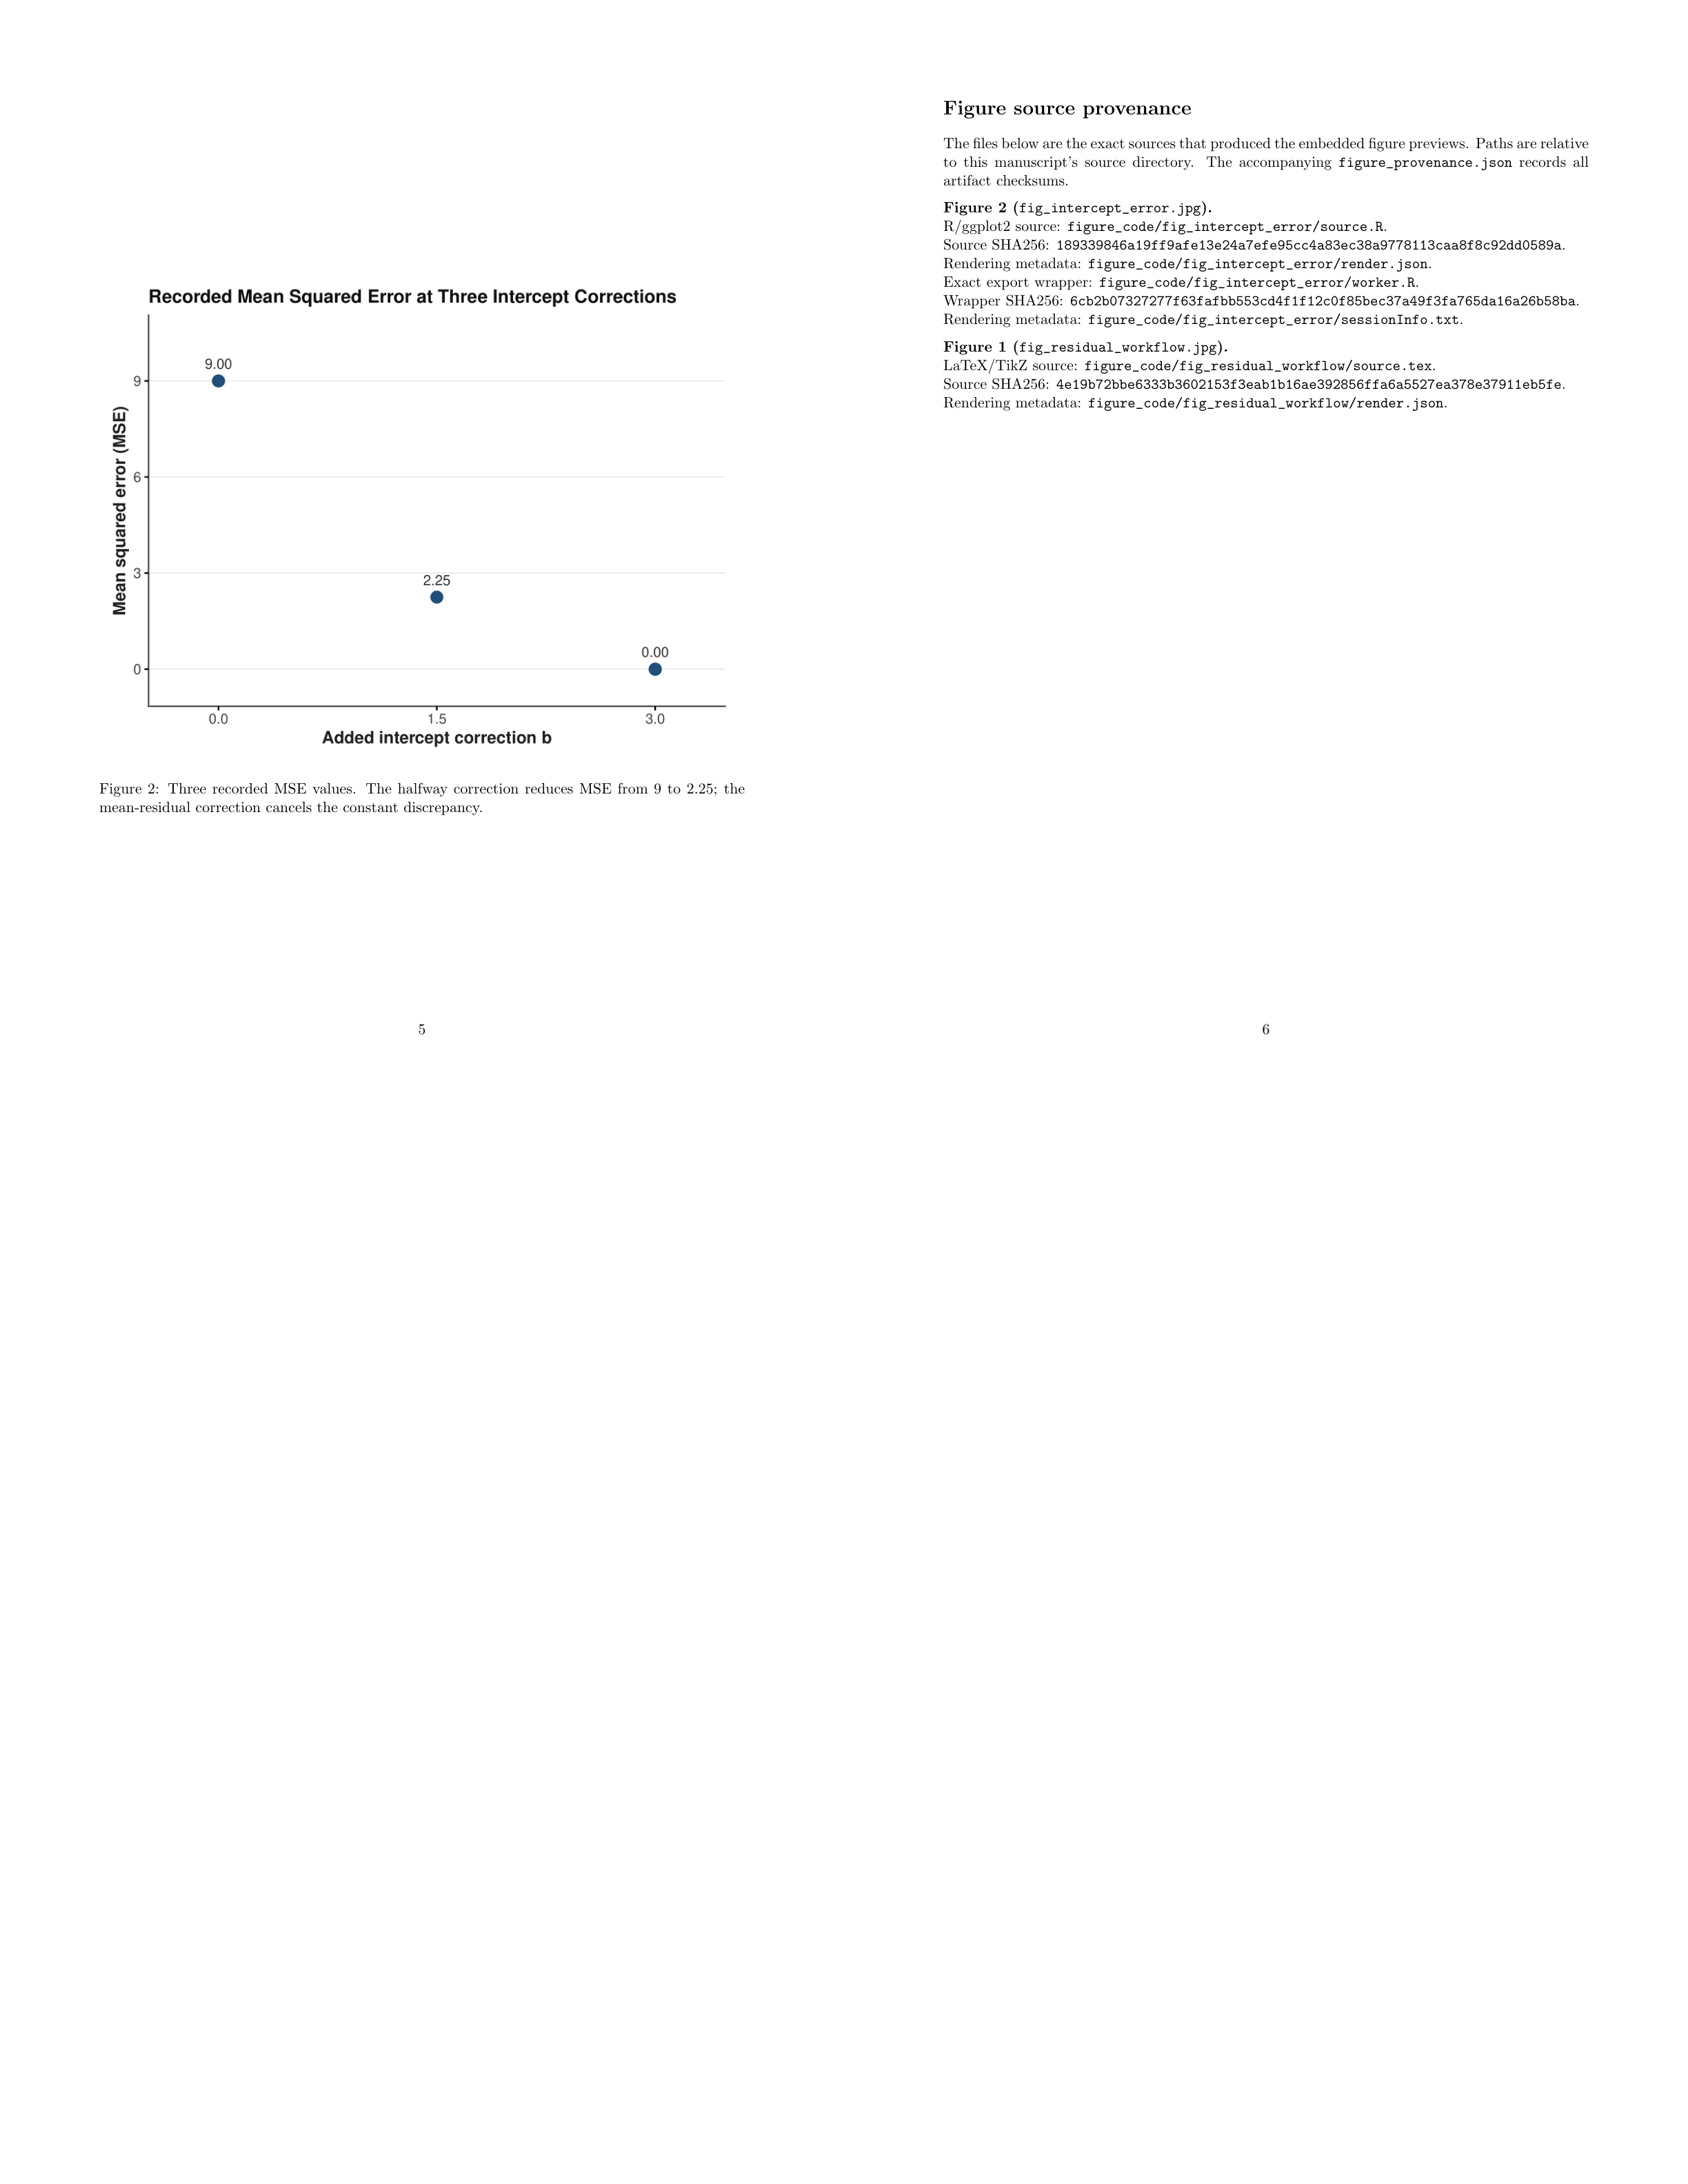 Recorded Mean Squared Error at Three Intercept Corrections
Mean squared error (MSE)
9
6
3
0
9.00
2.25
0.00
0.0 1.5 3.0
Added intercept correction b
Figure 2: Three recorded MSE values. The halfway correction reduces MSE from 9 to 2.25; the
mean-residual correction cancels the constant discrepancy.
5
Figure source provenance
The files below are the exact sources that produced the embedded figure previews. Paths are relative
to this manuscript's source directory. The accompanying figure_provenance.json records all
artifact checksums.
Figure 2 (fig_intercept_error.jpg).
R/ggplot2 source: figure_code/fig_intercept_error/source.R.
Source SHA256: 189339846a19ff9afe13e24a7efe95cc4a83ec38a9778113caa8f8c92dd0589a.
Rendering metadata: figure_code/fig_intercept_error/render.json.
Exact export wrapper: figure_code/fig_intercept_error/worker.R.
Wrapper SHA256: 6cb2b07327277f63fafbb553cd4f1f12c0f85bec37a49f3fa765da16a26b58ba.
Rendering metadata: figure_code/fig_intercept_error/sessionInfo.txt.
Figure 1 (fig_residual_workflow.jpg).
LaTeX/TikZ source: figure_code/fig_residual_workflow/source.tex.
Source SHA256: 4e19b72bbe6333b3602153f3eab1b16ae392856ffa6a5527ea378e37911eb5fe.
Rendering metadata: figure_code/fig_residual_workflow/render.json.
6